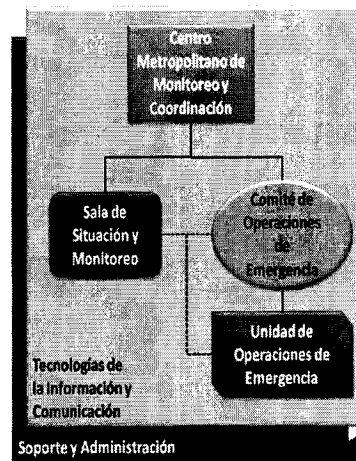 Centro
Metropolitano de
Monitoreo y
Coordinación
Sala de
Situación y
Monitoreo
Comité de
Operaciones
de
Emergencia
Unidad de
Operaciones de
Emergencia
Tecnologías de
la Información y
Comunicación
Soporte y Administración